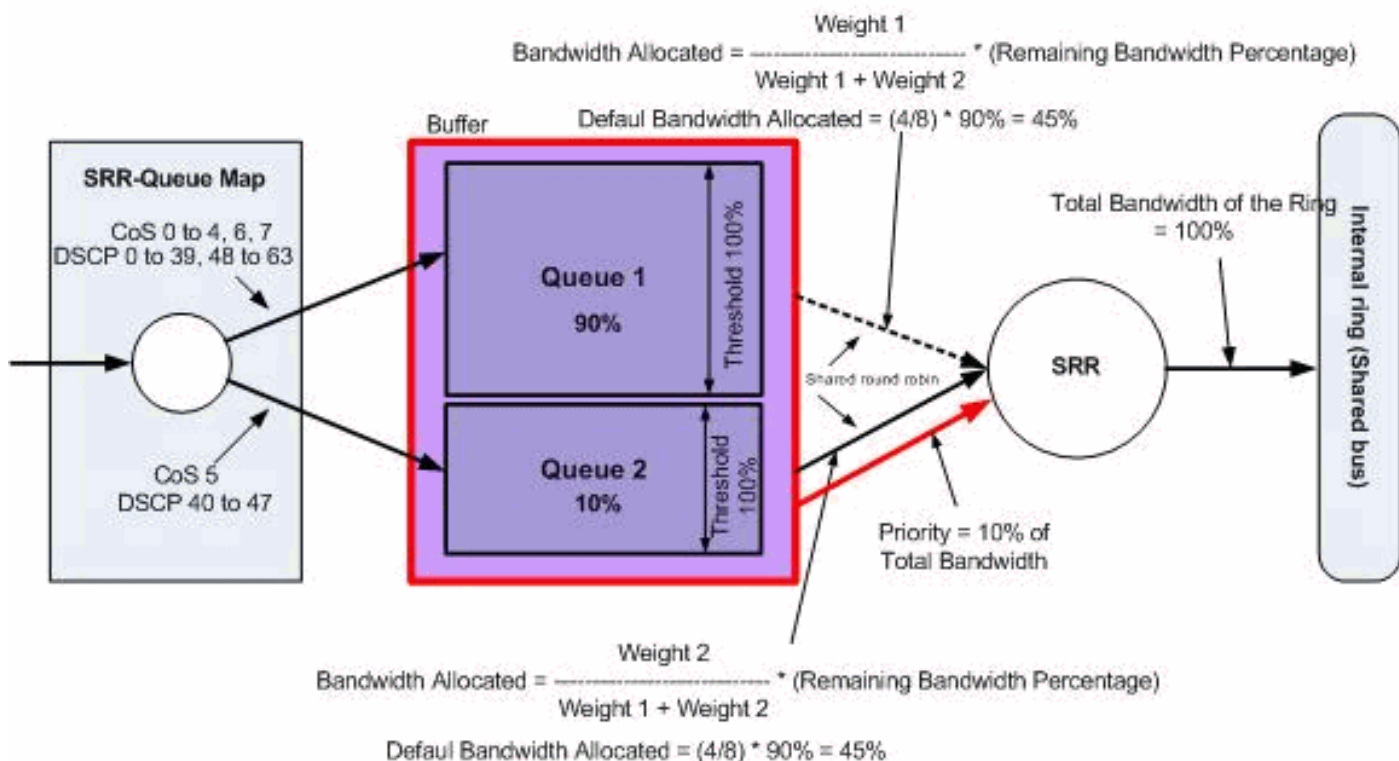 Weight 1
Bandwidth Allocated = ------------------------------ * (Remaining Bandwidth Percentage)
Weight 1 + Weight 2
Defaul Bandwidth Allocated = (4/8) * 90% = 45%
Buffer
SRR-Queue Map
CoS 0 to 4, 6, 7
DSCP 0 to 39, 48 to 63
CoS 5
DSCP 40 to 47
Queue 1
90%
Threshold 100%
Queue 2
10%
Threshold
100%
Shared round robin
SRR
Priority = 10% of
Total Bandwidth
Total Bandwidth of the Ring
= 100%
Internal ring (Shared bus)
Weight 2
Bandwidth Allocated = ------------------------------ * (Remaining Bandwidth Percentage)
Weight 1 + Weight 2
Defaul Bandwidth Allocated = (4/8) * 90% = 45%